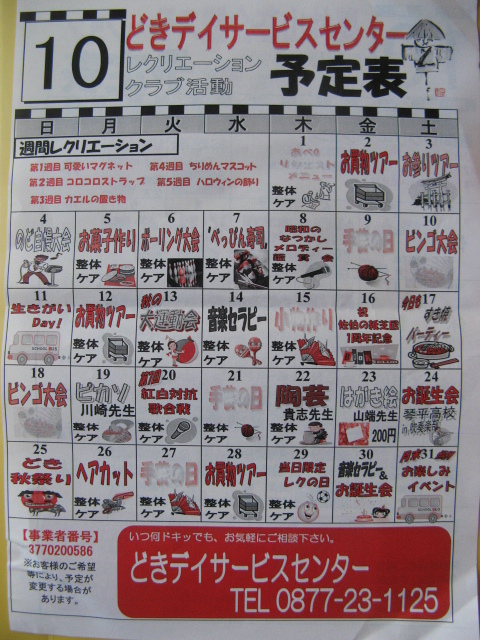 10
どきデイサービスセンター
レクリエーション
クラブ活動
予定表
日 月 火 水 木 金 土
週間レクリエーション
第1週目 可愛いマグネット 第4週目 ちりめんマスコット
第2週目 コロコロストラップ 第5週目 ハロウィンの飾り
第3週目 カエルの置き物
1
整体
ケア
2
お買物ツアー
3
お参りツアー
4
のど自慢大会
5
お菓子作り
整体
ケア
6
ボーリング大会
整体
ケア
7
べっぴん寿司
整体
ケア
8
昭和の
なつかし
メロディー
鑑賞会
整体
ケア
9
手芸の日
10
ビンゴ大会
11
生きがい
Day!
SCHOOL BUS
12
お買物ツアー
整体
ケア
13
秋の
大運動会
整体
ケア
14
音楽セラピー
整体
ケア
15
小物作り
整体
ケア
16
祝
佐佐の紙芝居
1周年記念
17
今日は
すき焼
パーティー
18
ビンゴ大会
19
ピカソ
川崎先生
整体
ケア
20
第1回
紅白対抗
歌合戦
整体
ケア
21
手芸の日
整体
ケア
22
陶芸
貴志先生
整体
ケア
23
はがき絵
山端先生
200円
24
お誕生会
琴平高校
in吹奏楽部
25
どき
秋祭り
26
ヘアカット
整体
ケア
27
手芸の日
整体
ケア
28
お買物ツアー
整体
ケア
29
当日限定
レクの日
整体
ケア
30
音楽セラピー&
お誕生会
31
お楽しみ
イベント
【事業者番号】
3770200586
※お客様のご希望
等により、予定が
変更する場合が
あります。
いつ何ドキッでも、お気軽にご相談下さい。
どきデイサービスセンター
TEL 0877-23-1125